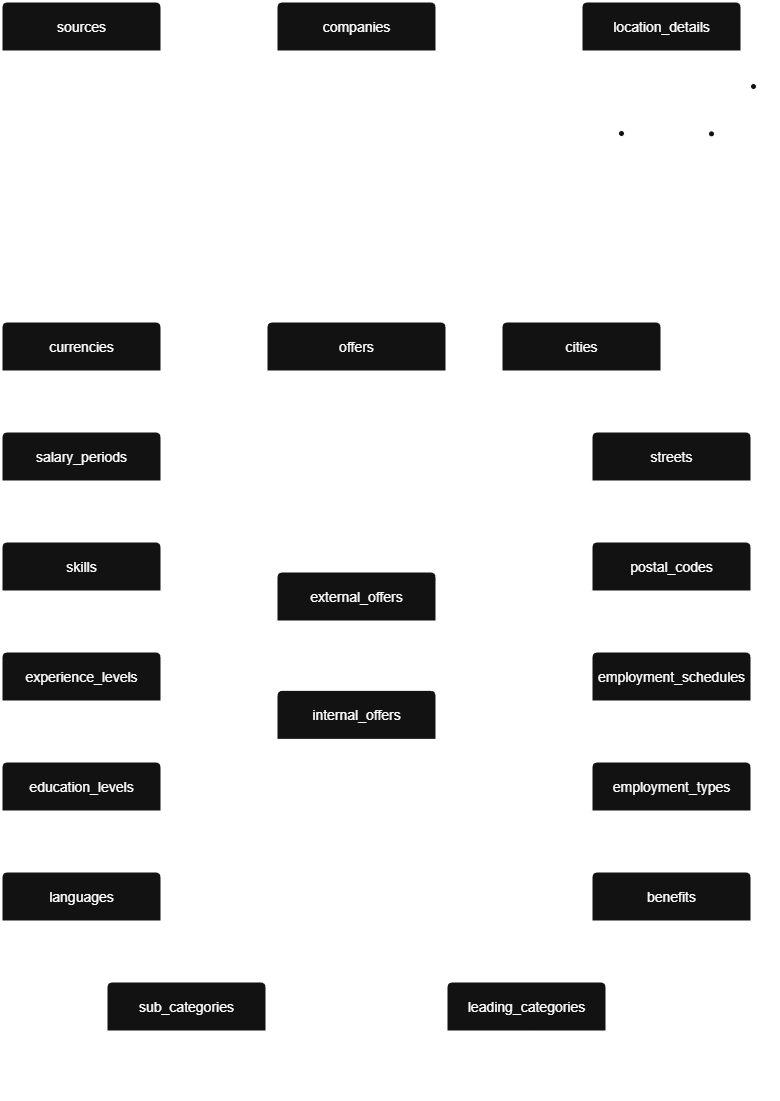 sources
companies
location_details
currencies
offers
cities
salary_periods
streets
skills
postal_codes
external_offers
experience_levels
employment_schedules
internal_offers
education_levels
employment_types
languages
benefits
sub_categories
leading_categories